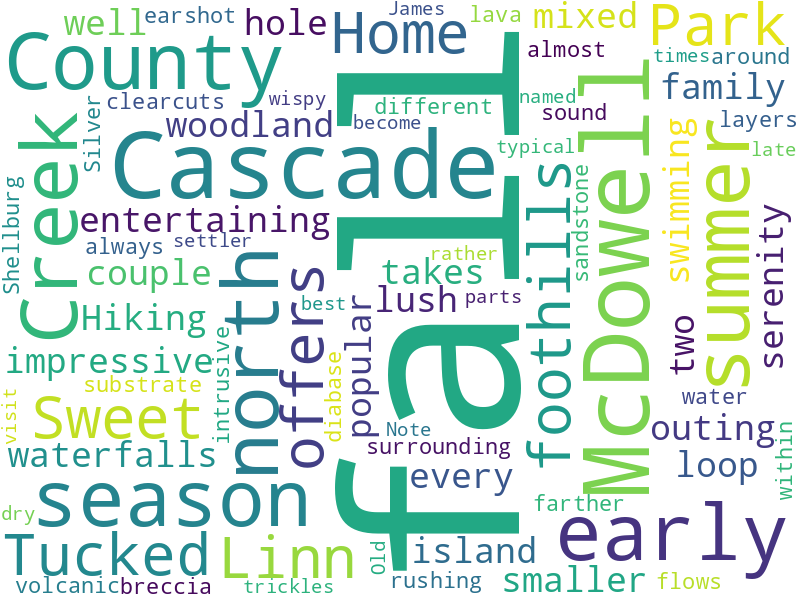 well
earshot
hole
James
lava
mixed
Park
County
Home
almost
times
around
clearcuts
wispy
different
named
family
Creek
Silver
woodland
become
sound
layers
Cascade
fall
typical
McDowell
swimming
summer
late
Shellburg
entertaining
always
settler
rather
foothills
sandstone
serenity
couple
north
offers
takes
best
lush
parts
Hiking
popular
two
impressive
intrusive
diabase
substrate
visit
Sweet
Note
water
waterfalls
surrounding
outing
every
loop
within
season
farther
dry
early
Tucked
Linn
Old
island
volcanic
breccia
trickles
rushing
smaller
flows